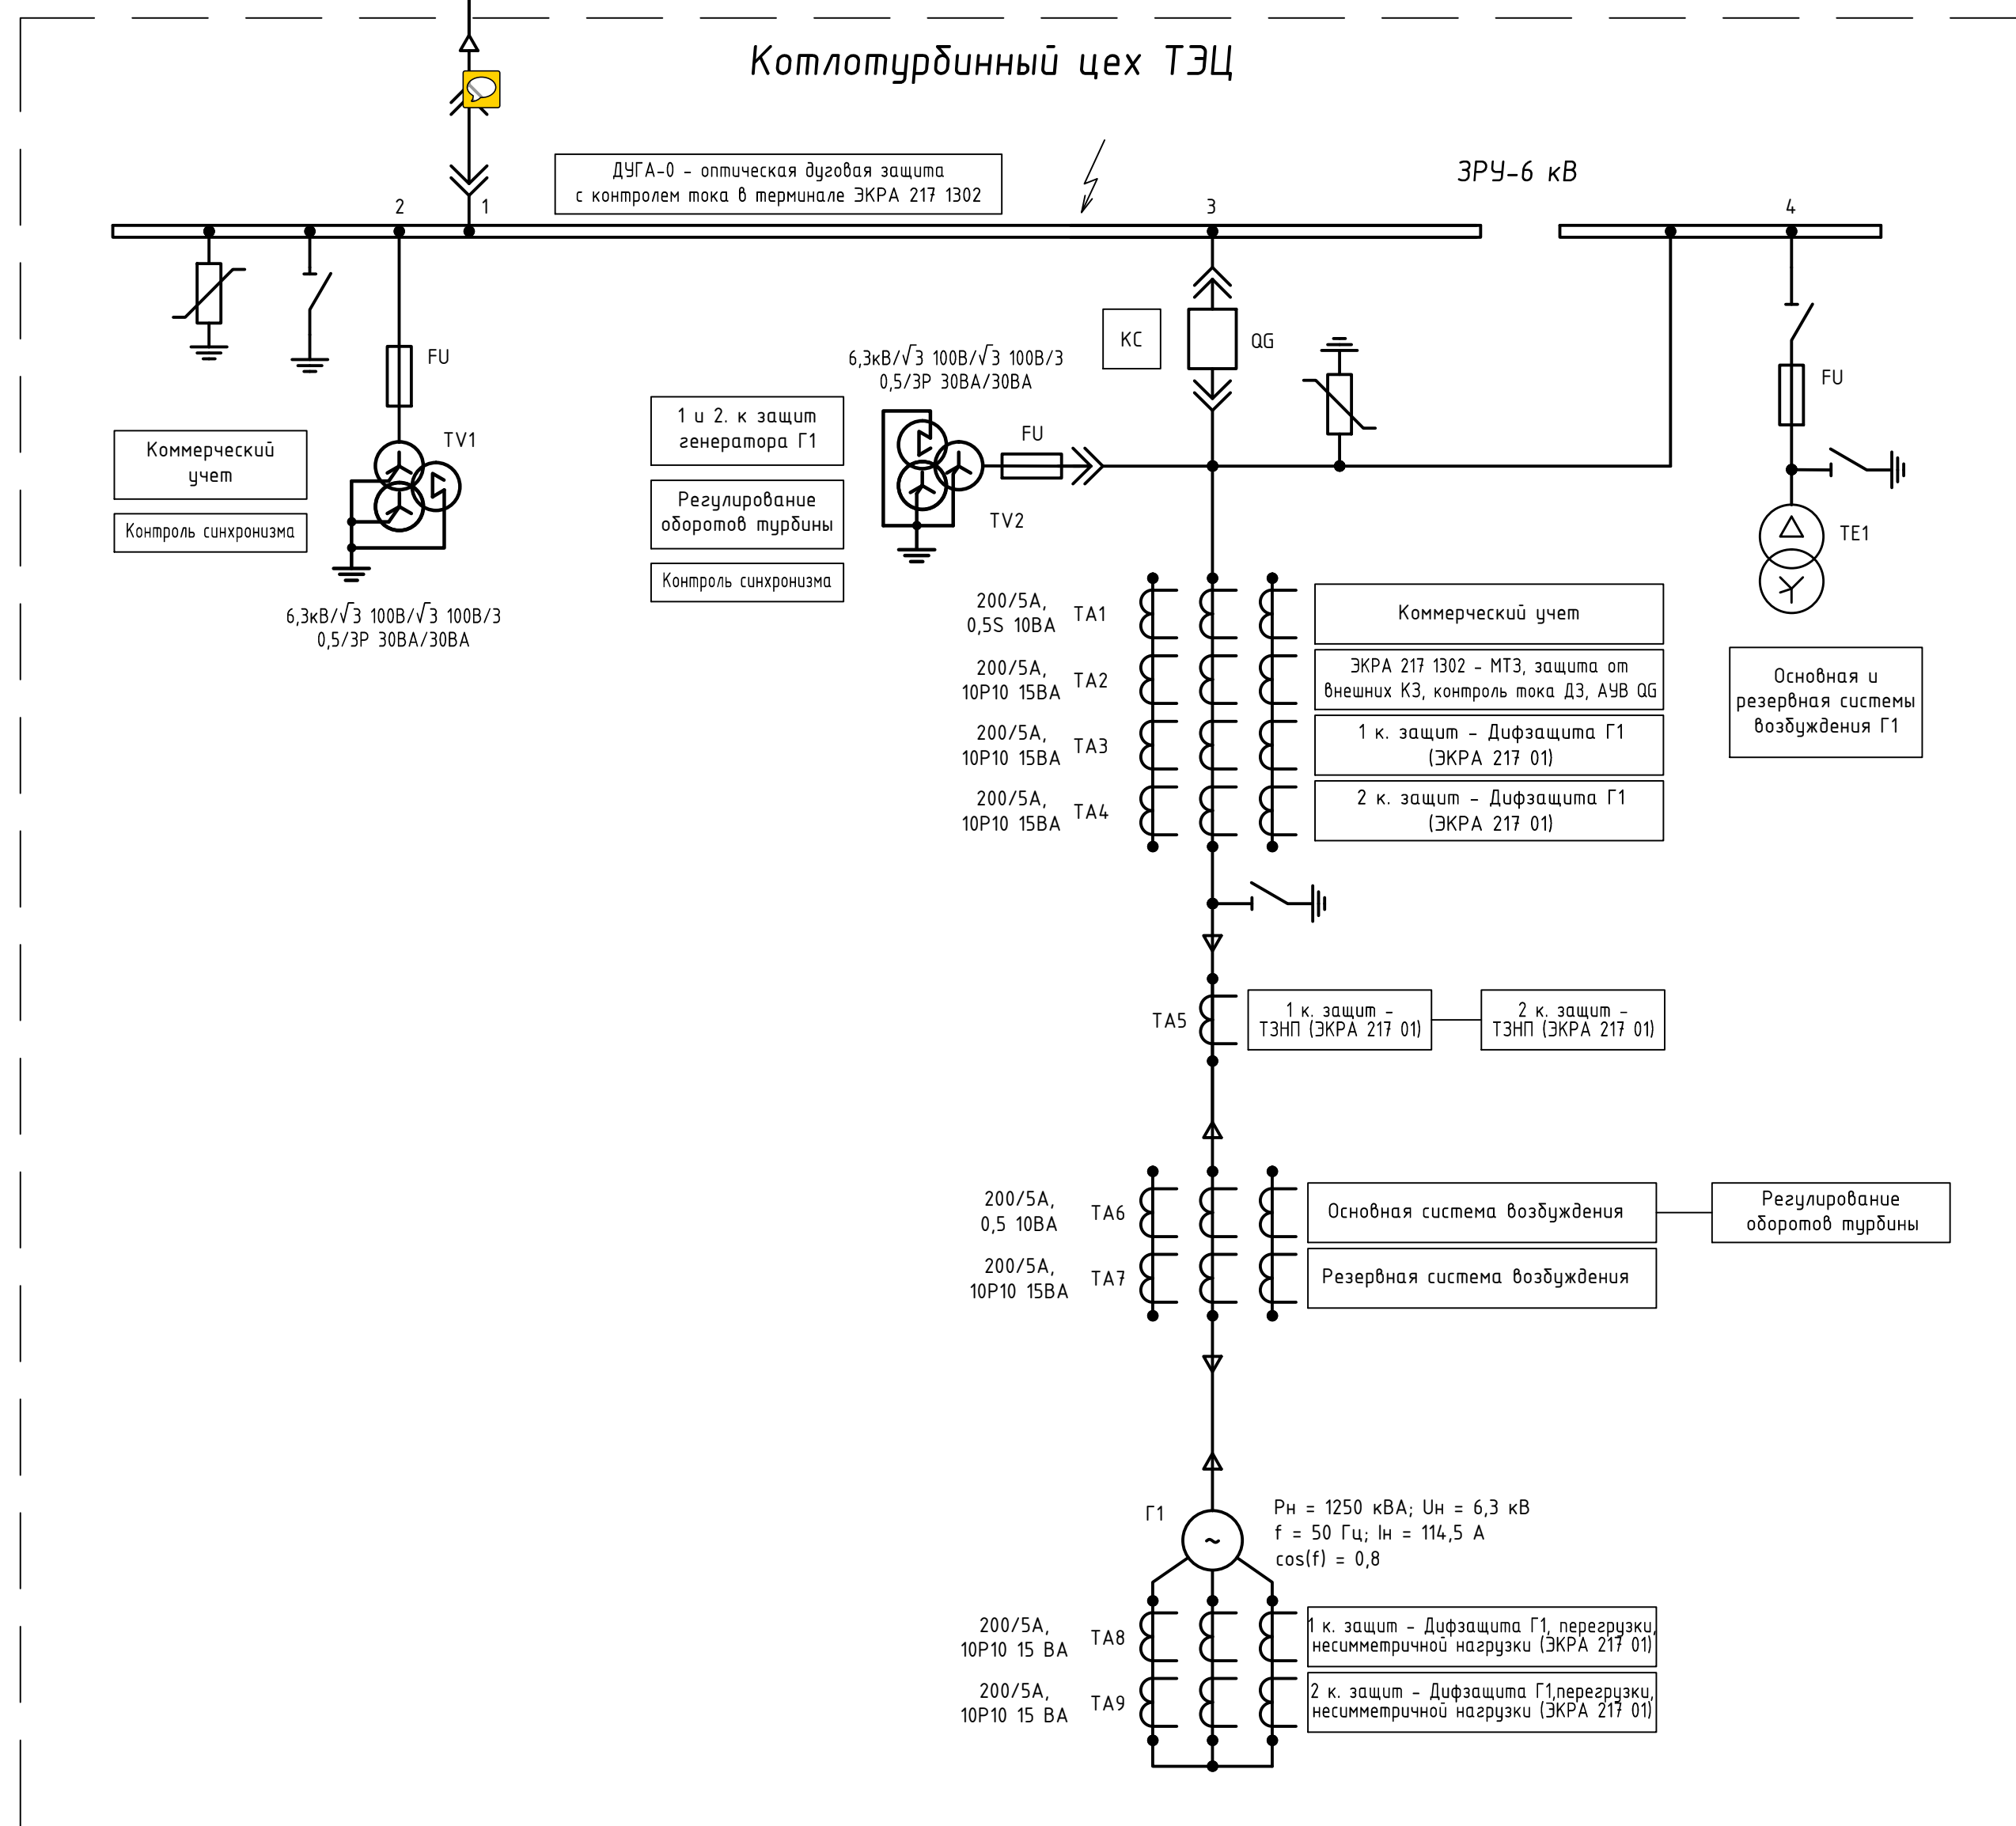 Котлотурбинный цех ТЭЦ
ДУГА-0 - оптическая дуговая защита
с контролем тока в терминале ЭКРА 217 1302
ЗРУ-6 кВ
2
1
3
4
FU
TV1
Коммерческий
учет
Контроль синхронизма
6,3кВ/√3 100В/√3 100В/3
0,5/3Р 30ВА/30ВА
6,3кВ/√3 100В/√3 100В/3
0,5/3Р 30ВА/30ВА
1 и 2. к защит
генератора Г1
Регулирование
оборотов турбины
Контроль синхронизма
FU
TV2
КС
QG
FU
ТЕ1
Основная и
резервная системы
возбуждения Г1
200/5А,
0,5S 10ВА
ТА1
Коммерческий учет
200/5А,
10Р10 15ВА
ТА2
ЭКРА 217 1302 - МТЗ, защита от
внешних КЗ, контроль тока ДЗ, АУВ QG
200/5А,
10Р10 15ВА
ТА3
1 к. защит - Дифзащита Г1
(ЭКРА 217 01)
200/5А,
10Р10 15ВА
ТА4
2 к. защит - Дифзащита Г1
(ЭКРА 217 01)
ТА5
1 к. защит -
ТЗНП (ЭКРА 217 01)
2 к. защит -
ТЗНП (ЭКРА 217 01)
200/5А,
0,5 10ВА
ТА6
Основная система возбуждения
Регулирование
оборотов турбины
200/5А,
10Р10 15ВА
ТА7
Резервная система возбуждения
Г1
Рн = 1250 кВА; Uн = 6,3 кВ
f = 50 Гц; Iн = 114,5 А
cos(f) = 0,8
200/5А,
10Р10 15 ВА
ТА8
1 к. защит - Дифзащита Г1, перегрузки,
несимметричной нагрузки (ЭКРА 217 01)
200/5А,
10Р10 15 ВА
ТА9
2 к. защит - Дифзащита Г1,перегрузки,
несимметричной нагрузки (ЭКРА 217 01)